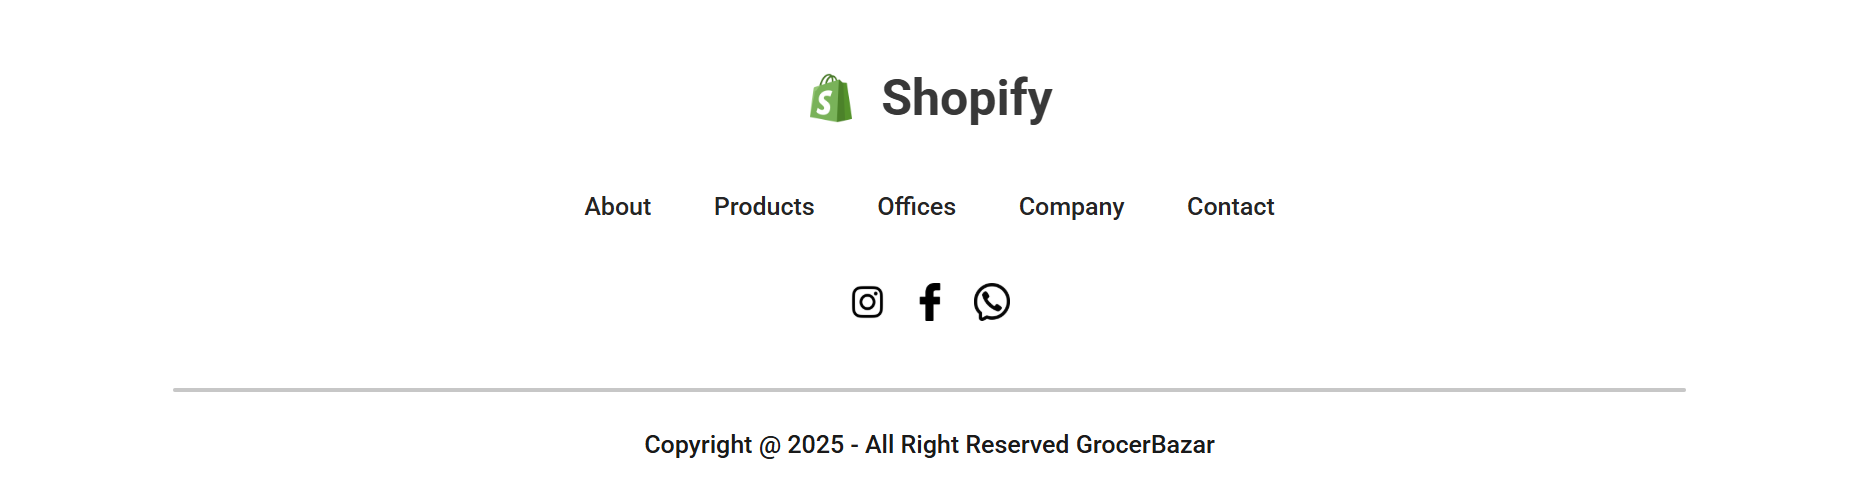 Shopify
About Products Offices Company Contact
Copyright @ 2025 - All Right Reserved GrocerBazar